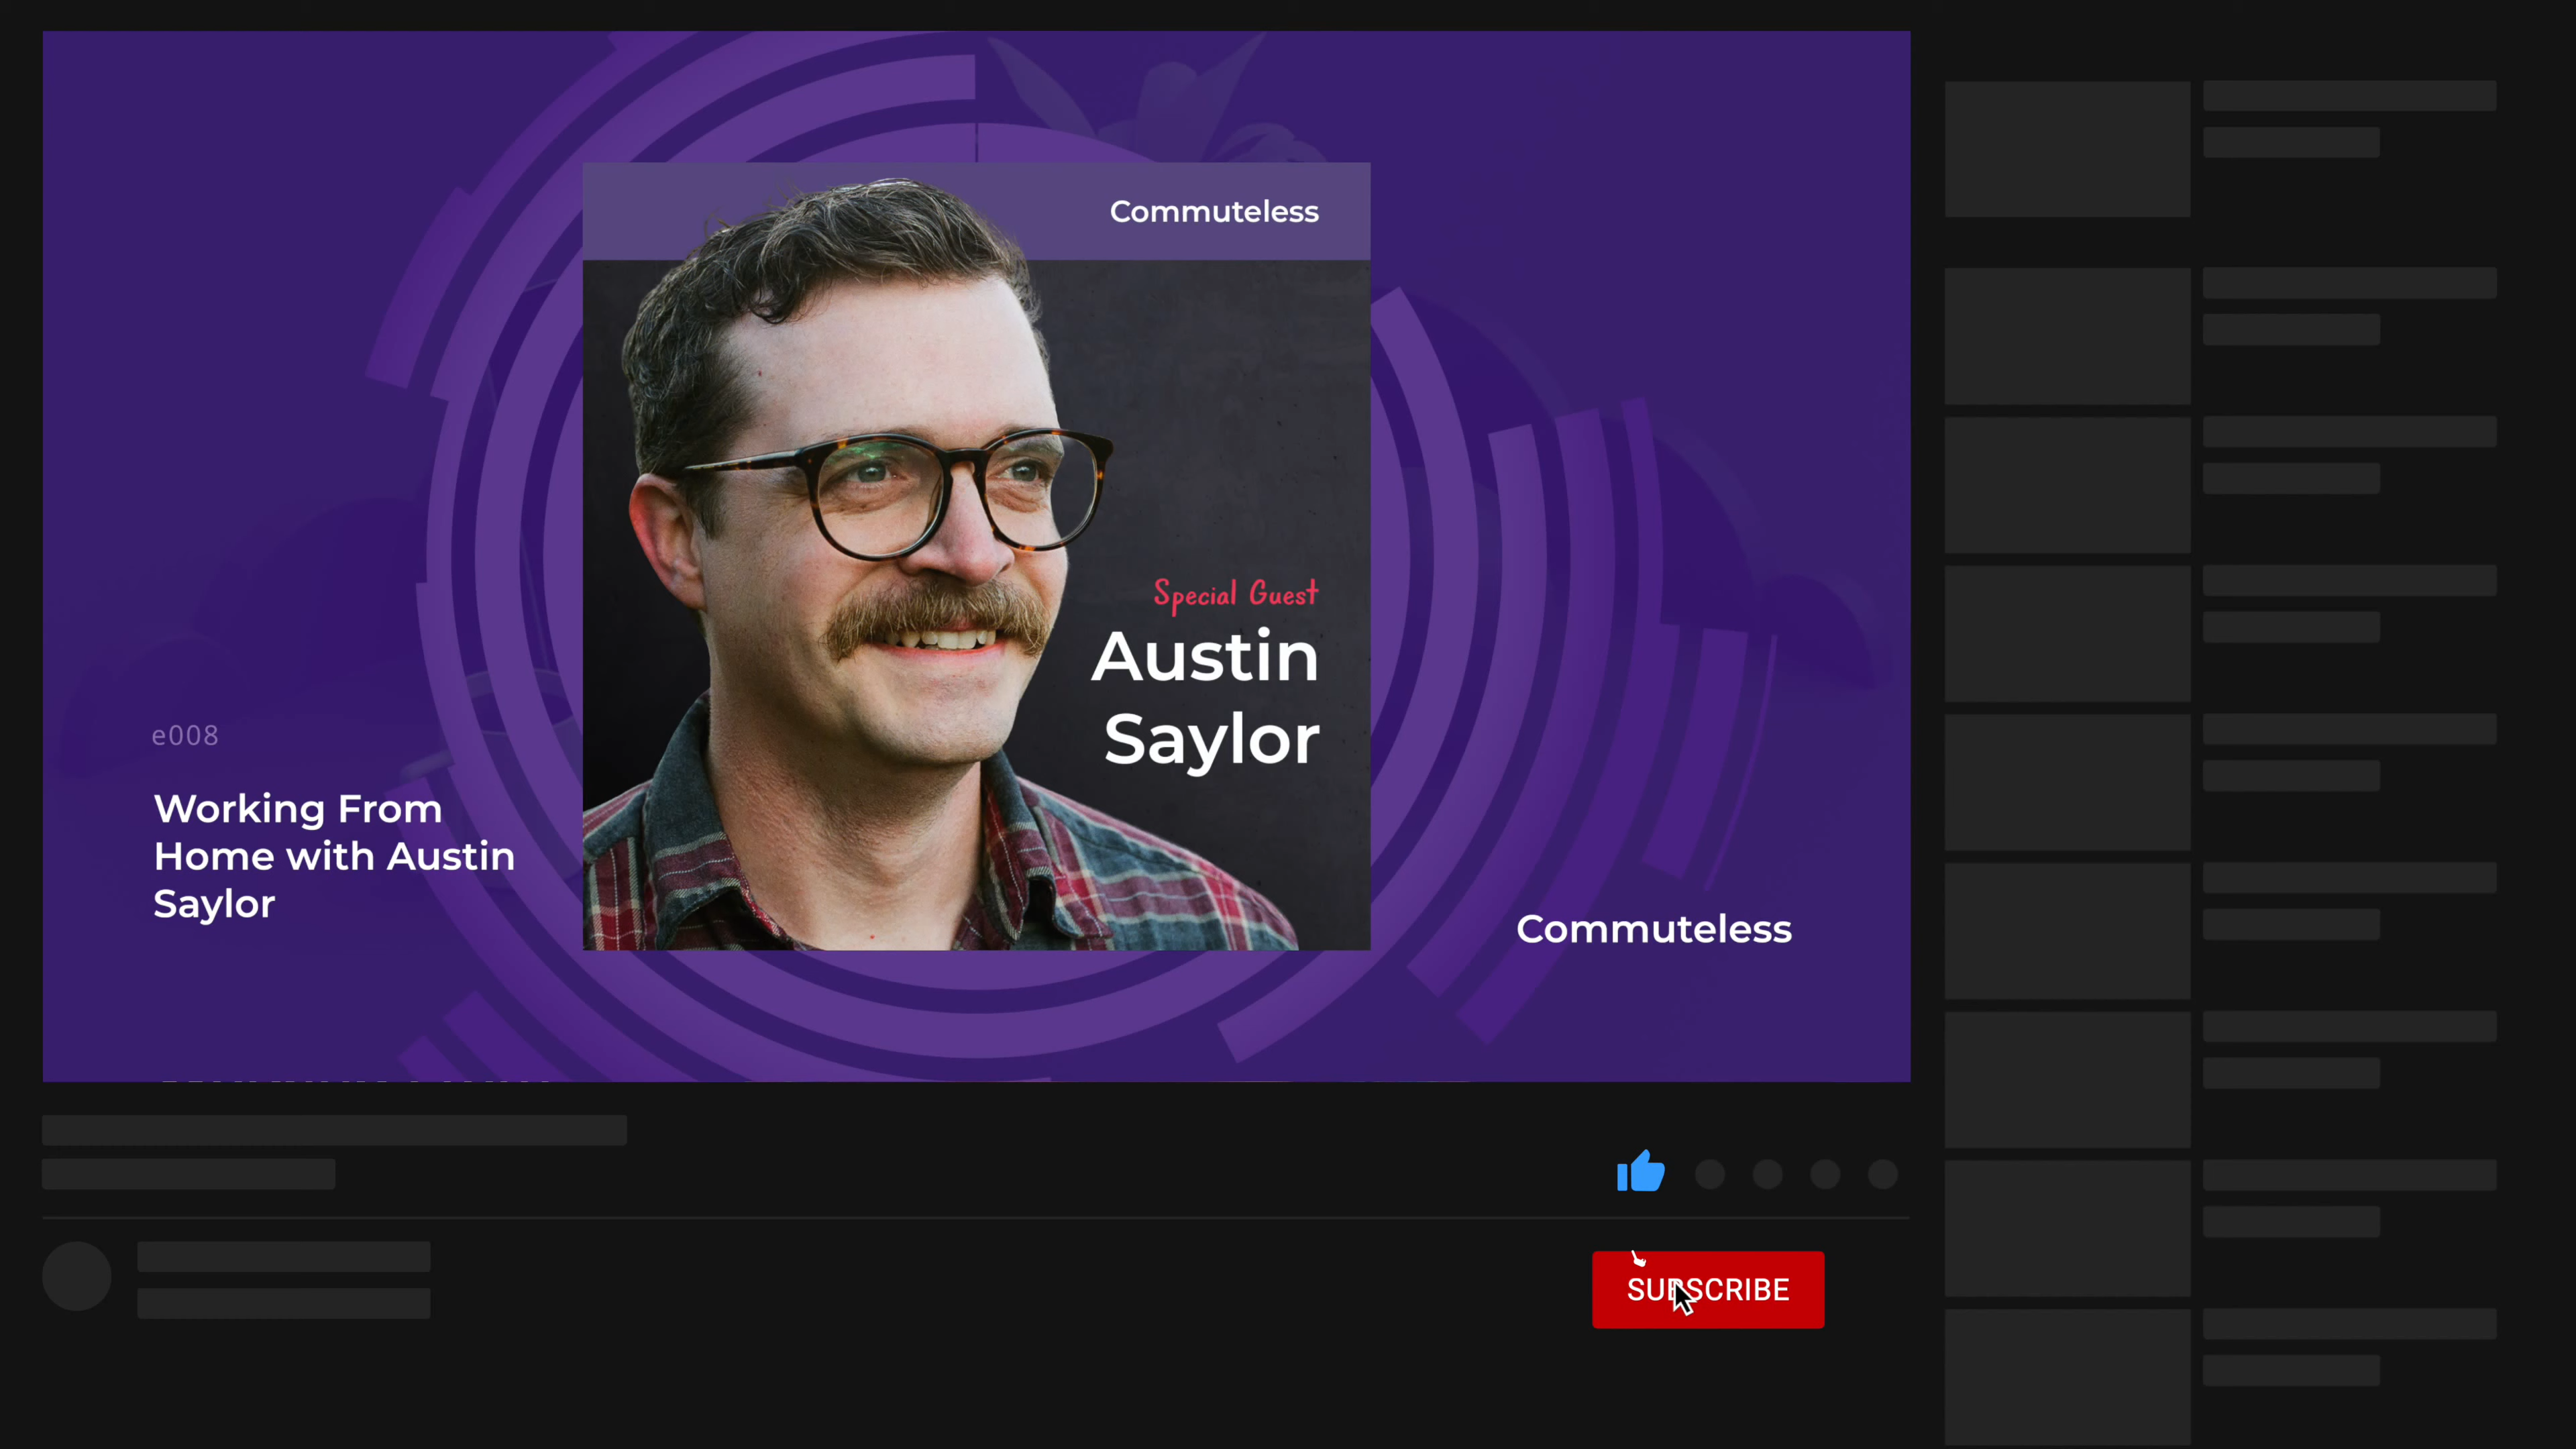 Commuteless
Special Guest
Austin
Saylor
e008
Working From
Home with Austin
Saylor
Commuteless
SUBSCRIBE